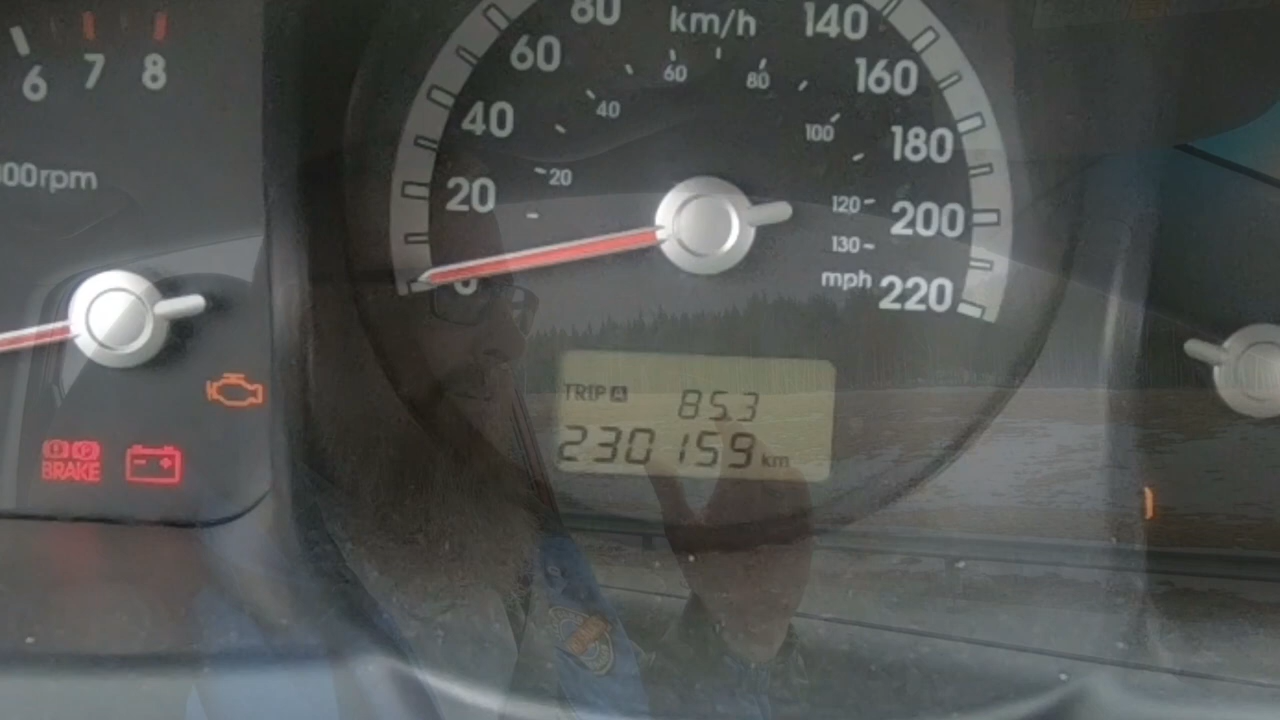 80 km/h 140
6 7 8
60 60 80 160
40 40 100 180
00rpm
20 20 120 200
130
0 mph 220
TRIP A 85.3
230159 km
BRAKE